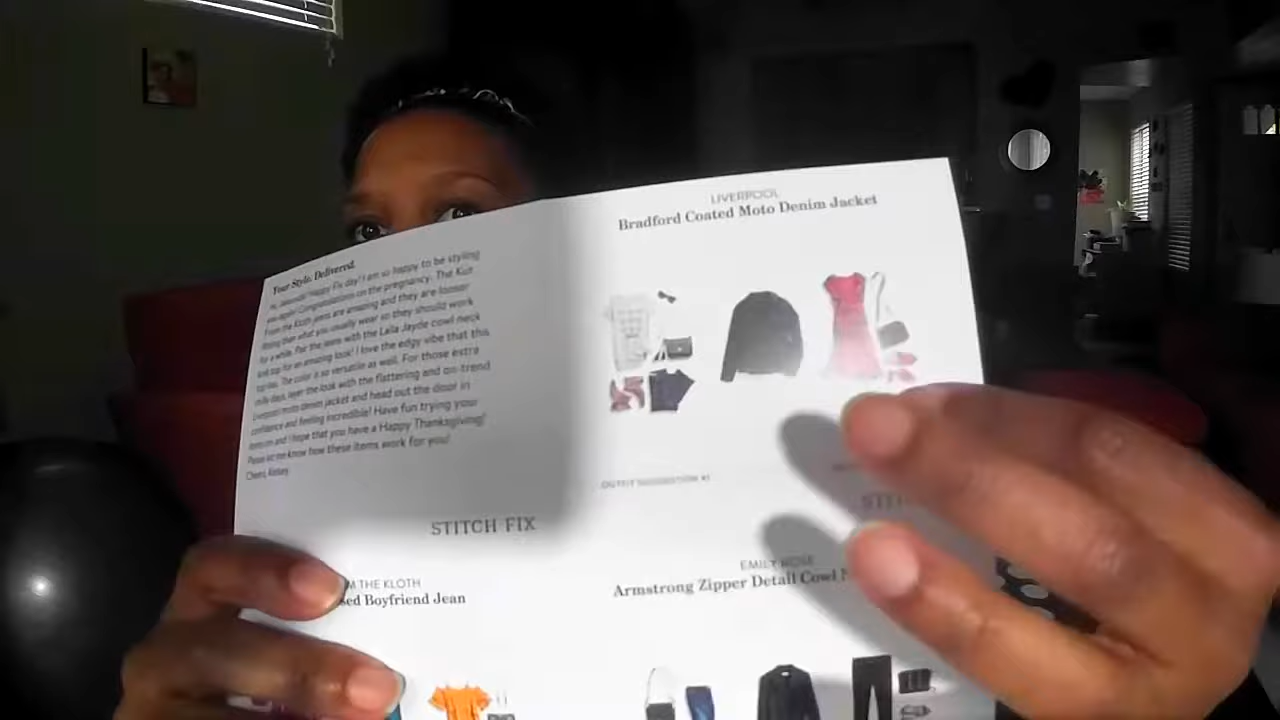 Your Style, Delivered.
Happy Fix day! I am so happy to be styling
you again! Congratulations on the pregnancy. The Kut
From the Kloth jeans are amazing and they are looser
fitting than what you usually wear so they should work
for a while. Pair the jeans with the Laila Jayde cowl neck
knit top for an amazing look! I love the edgy vibe that this
top has. The color is so versatile as well. For those extra
chilly days, layer the look with the flattering and on-trend
Liverpool moto denim jacket and head out the door in
confidence and feeling incredible! Have fun trying your
items on and I hope that you have a Happy Thanksgiving!
Please let me know how these items work for you!
Cheers, Kelsey
STITCH FIX
LIVERPOOL
Bradford Coated Moto Denim Jacket
OUTFIT SUGGESTION #1
STIT
M THE KLOTH
sed Boyfriend Jean
EMILY ROSE
Armstrong Zipper Detail Cowl N